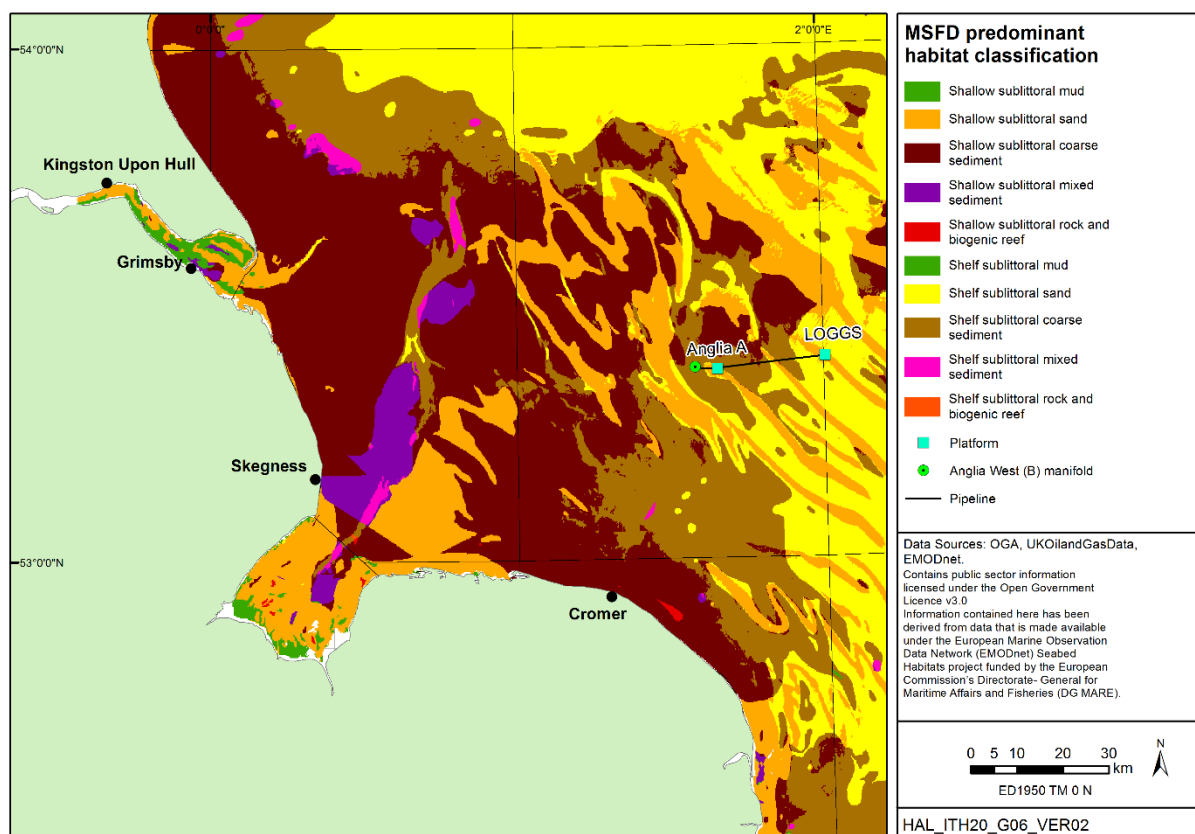 0°0'0"E
2°0'0"E
54°0'0"N
Kingston Upon Hull
Grimsby
LOGGS
Anglia A
Skegness
53°0'0"N
Cromer
MSFD predominant
habitat classification
Shallow sublittoral mud
Shallow sublittoral sand
Shallow sublittoral coarse
sediment
Shallow sublittoral mixed
sediment
Shallow sublittoral rock and
biogenic reef
Shelf sublittoral mud
Shelf sublittoral sand
Shelf sublittoral coarse
sediment
Shelf sublittoral mixed
sediment
Shelf sublittoral rock and
biogenic reef
Platform
Anglia West (B) manifold
Pipeline
Data Sources: OGA, UKOilandGasData,
EMODnet.
Contains public sector information
licensed under the Open Government
Licence v3.0
Information contained here has been
derived from data that is made available
under the European Marine Observation
Data Network (EMODnet) Seabed
Habitats project funded by the European
Commission's Directorate- General for
Maritime Affairs and Fisheries (DG MARE).
0 5 10 20 30
km
N
ED1950 TM 0 N
HAL_ITH20_G06_VER02